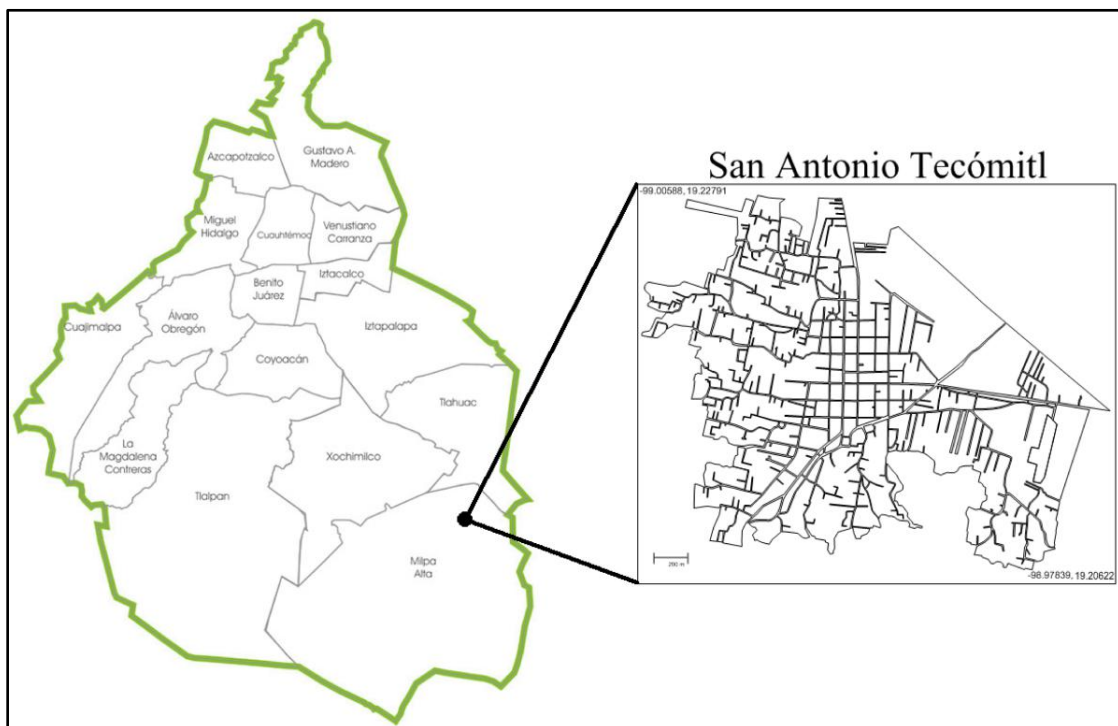 Azcapotzalco
Gustavo A.
Madero
Miguel
Hidalgo
Cuauhtémoc
Venustiano
Carranza
Iztacalco
Benito
Juárez
Cuajimalpa
Álvaro
Obregón
Iztapalapa
Coyoacán
Tlahuac
La
Magdalena
Contreras
Xochimilco
Tlalpan
Milpa
Alta
San Antonio Tecómitl
-99.00588, 19.22791
200 m
-98.97839, 19.20622